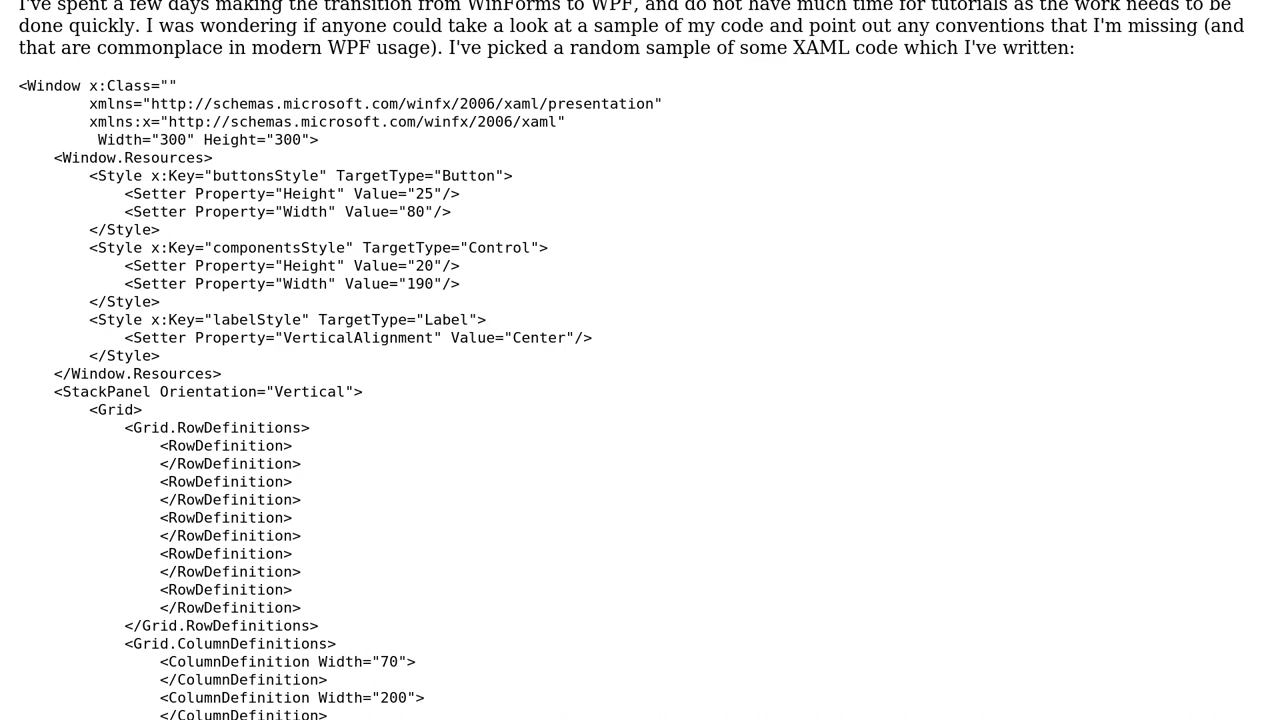 I've spent a few days making the transition from WinForms to WPF, and do not have much time for tutorials as the work needs to be
done quickly. I was wondering if anyone could take a look at a sample of my code and point out any conventions that I'm missing (and
that are commonplace in modern WPF usage). I've picked a random sample of some XAML code which I've written:
<Window x:Class=""
        xmlns="http://schemas.microsoft.com/winfx/2006/xaml/presentation"
        xmlns:x="http://schemas.microsoft.com/winfx/2006/xaml"
         Width="300" Height="300">
    <Window.Resources>
        <Style x:Key="buttonsStyle" TargetType="Button">
            <Setter Property="Height" Value="25"/>
            <Setter Property="Width" Value="80"/>
        </Style>
        <Style x:Key="componentsStyle" TargetType="Control">
            <Setter Property="Height" Value="20"/>
            <Setter Property="Width" Value="190"/>
        </Style>
        <Style x:Key="labelStyle" TargetType="Label">
            <Setter Property="VerticalAlignment" Value="Center"/>
        </Style>
    </Window.Resources>
    <StackPanel Orientation="Vertical">
        <Grid>
            <Grid.RowDefinitions>
                <RowDefinition>
                </RowDefinition>
                <RowDefinition>
                </RowDefinition>
                <RowDefinition>
                </RowDefinition>
                <RowDefinition>
                </RowDefinition>
                <RowDefinition>
                </RowDefinition>
            </Grid.RowDefinitions>
            <Grid.ColumnDefinitions>
                <ColumnDefinition Width="70">
                </ColumnDefinition>
                <ColumnDefinition Width="200">
                </ColumnDefinition>